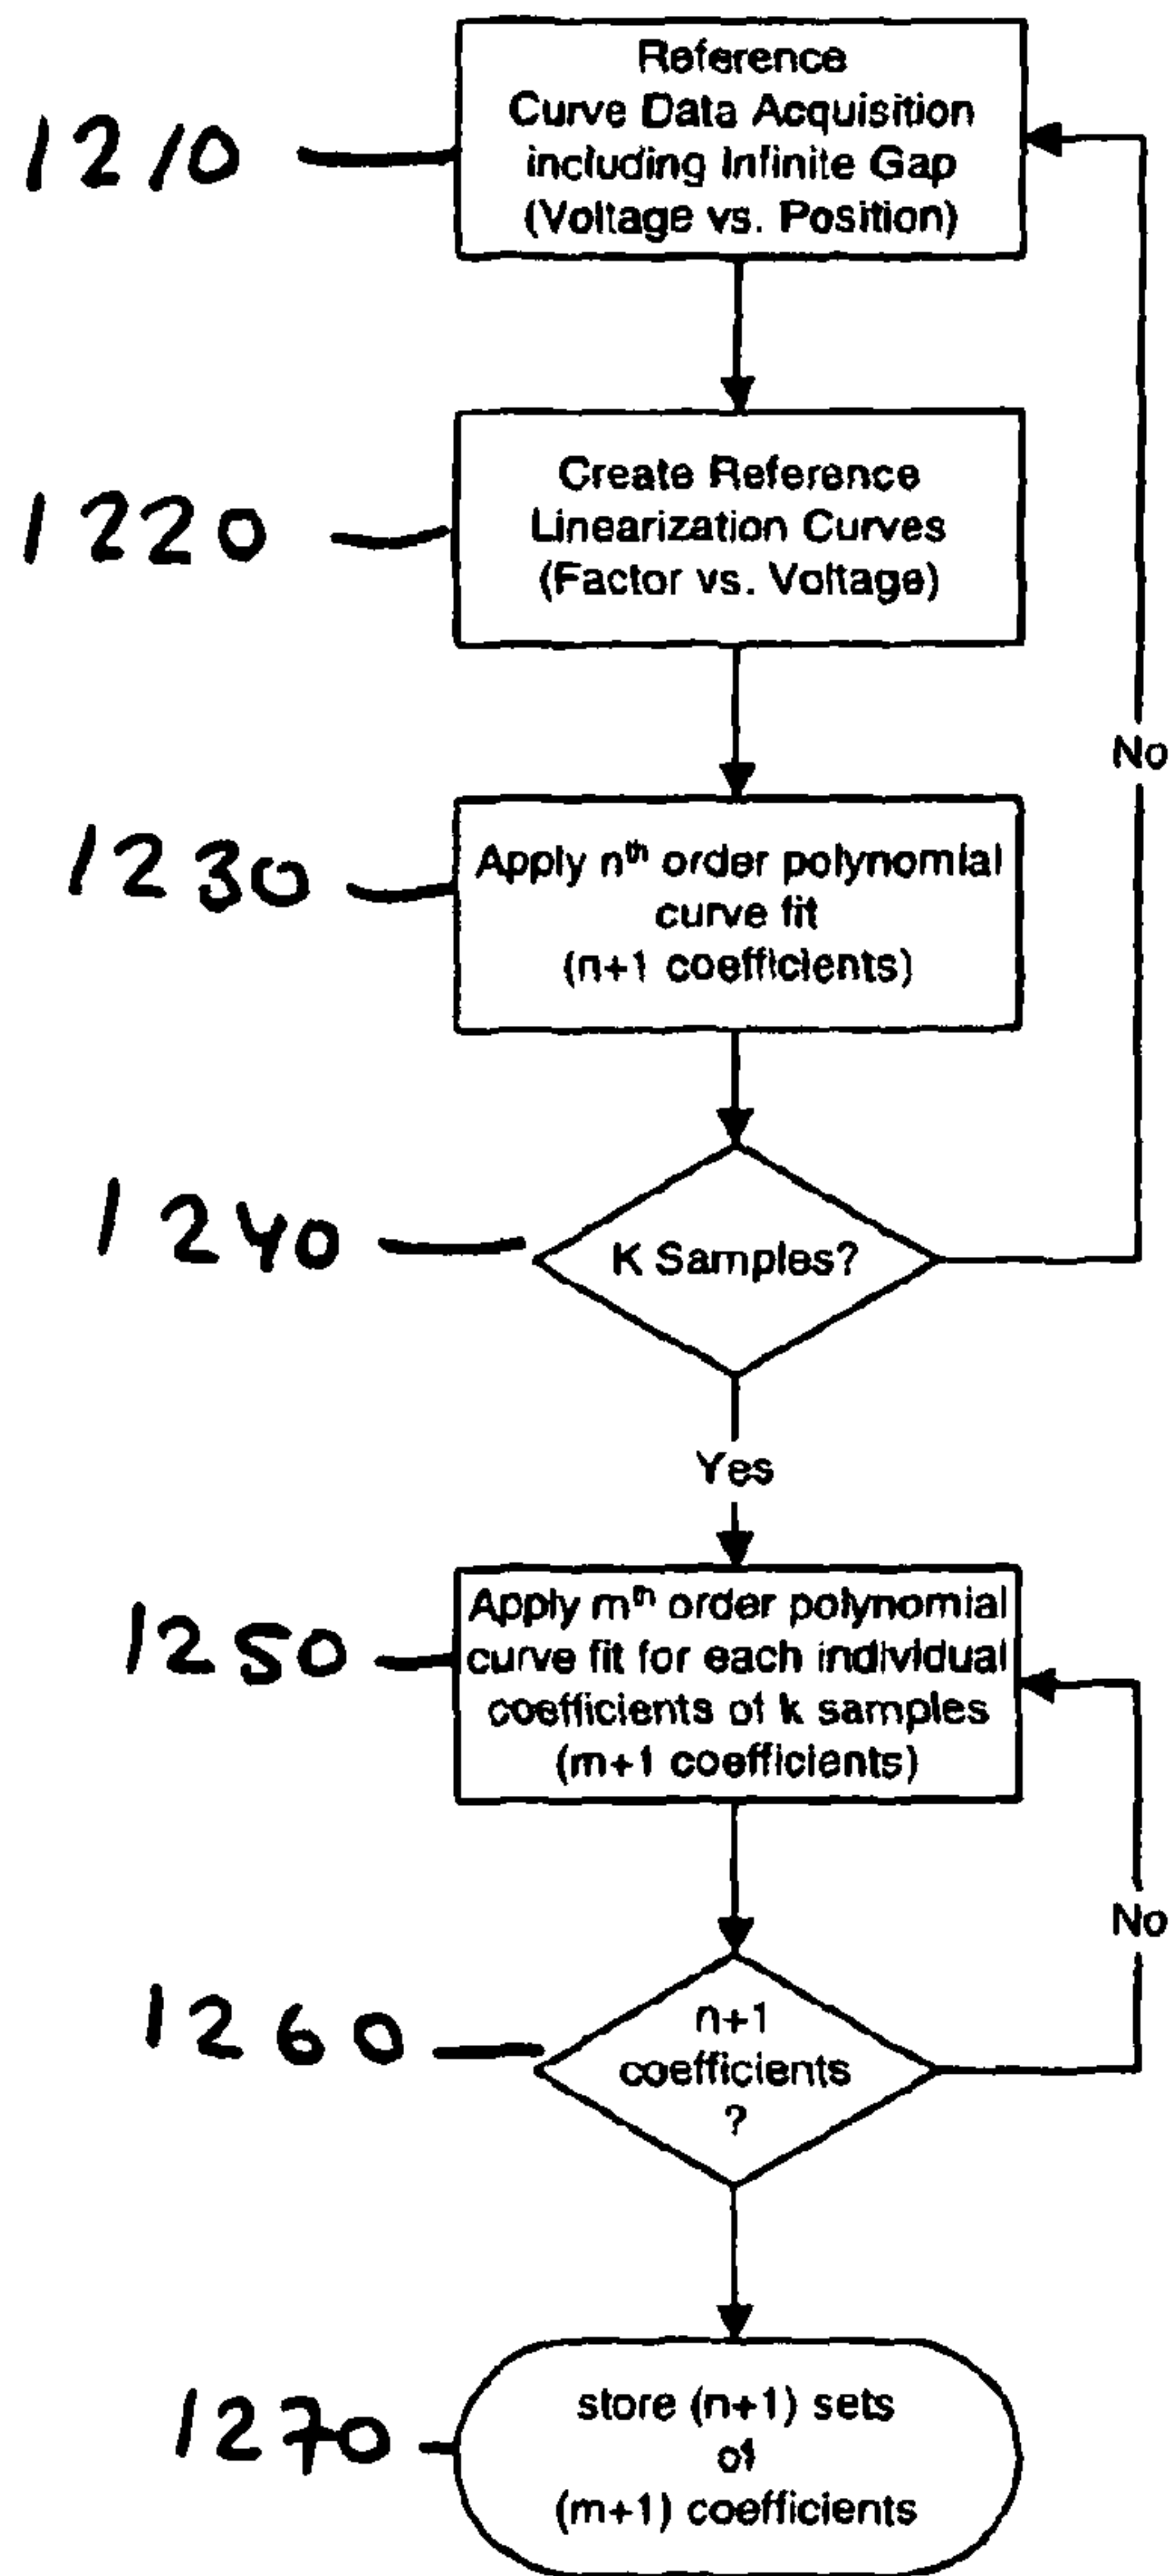 Reference
Curve Data Acquisition
including Infinite Gap
(Voltage vs. Position)
1210
Create Reference
Linearization Curves
(Factor vs. Voltage)
1220
No
Apply nth order polynomial
curve fit
(n+1 coefficients)
1230
K Samples?
1240
Yes
Apply mth order polynomial
curve fit for each individual
coefficients of k samples
(m+1 coefficients)
1250
No
n+1
coefficients
?
1260
store (n+1) sets
of
(m+1) coefficients
1270